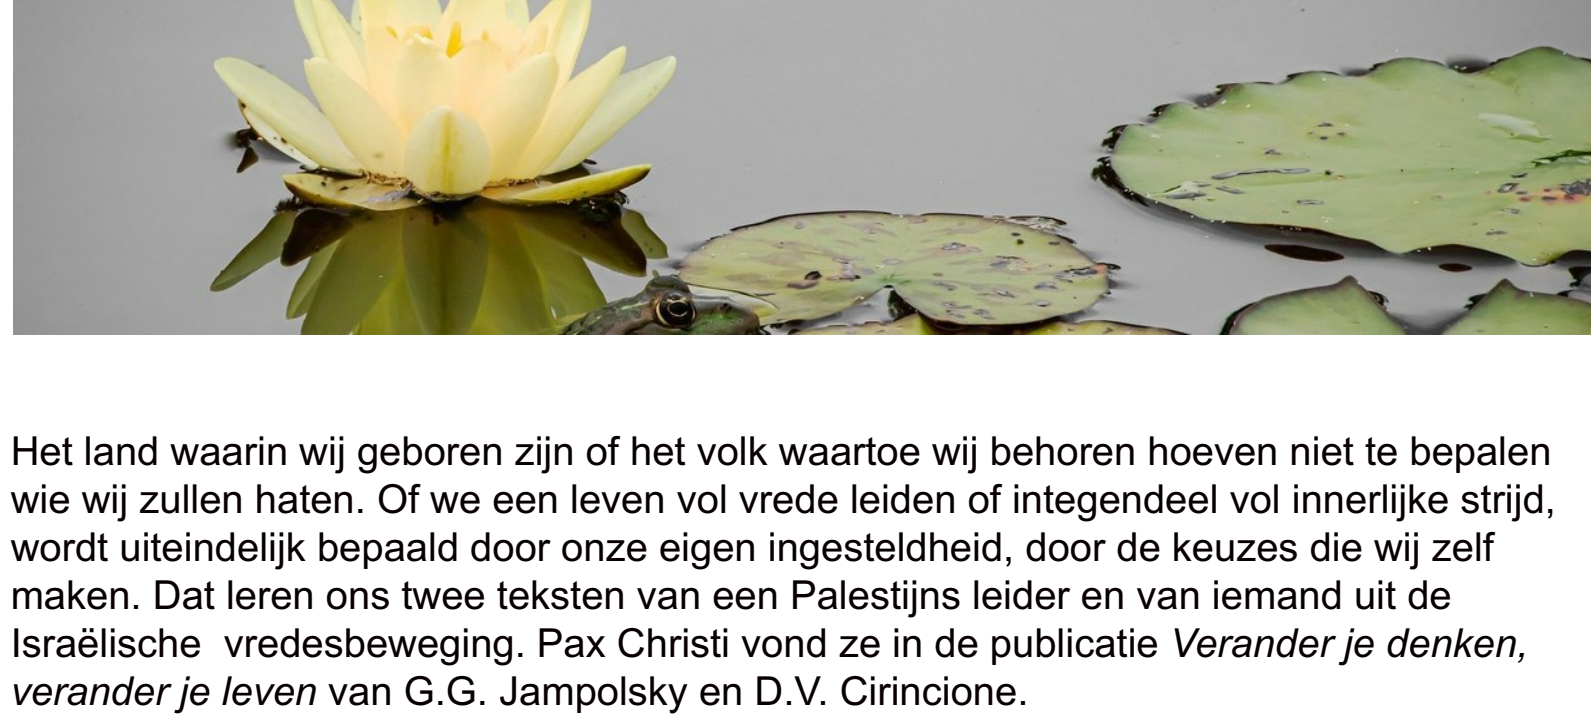 Het land waarin wij geboren zijn of het volk waartoe wij behoren hoeven niet te bepalen
wie wij zullen haten. Of we een leven vol vrede leiden of integendeel vol innerlijke strijd,
wordt uiteindelijk bepaald door onze eigen ingesteldheid, door de keuzes die wij zelf
maken. Dat leren ons twee teksten van een Palestijns leider en van iemand uit de
Israëlische  vredesbeweging. Pax Christi vond ze in de publicatie Verander je denken,
verander je leven van G.G. Jampolsky en D.V. Cirincione.